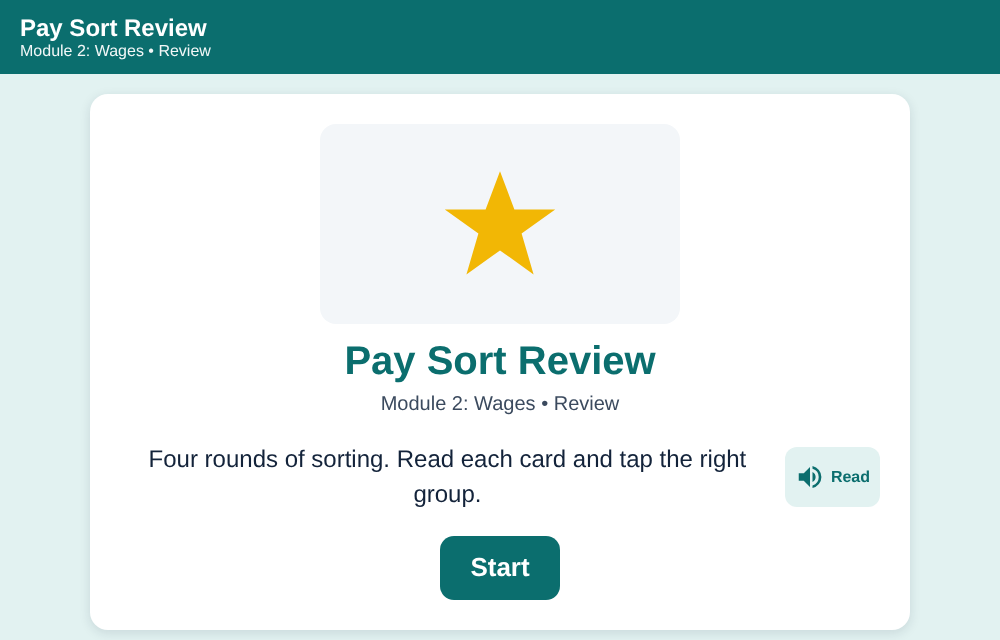 Pay Sort Review
Module 2: Wages • Review
Pay Sort Review
Module 2: Wages • Review
Four rounds of sorting. Read each card and tap the right
group.
Read
Start